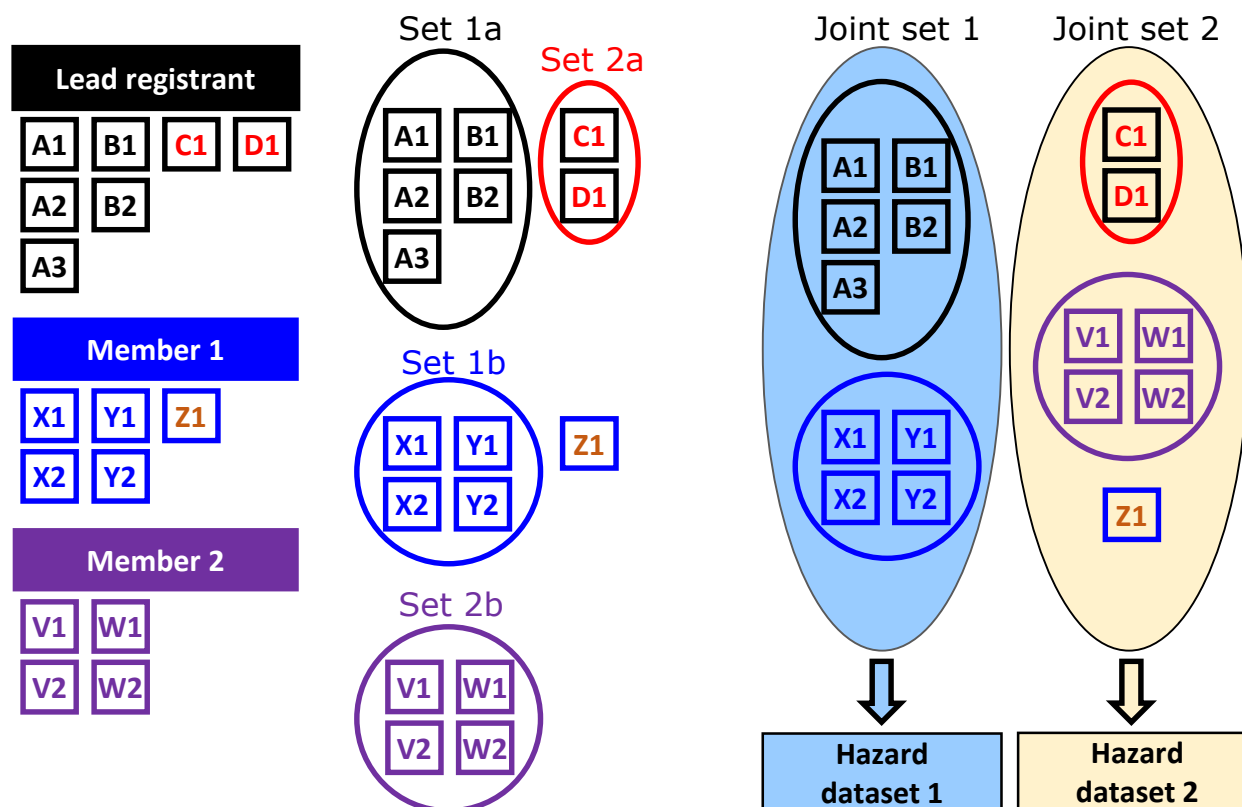 Lead registrant
A1 B1 C1 D1
A2 B2
A3
Member 1
X1 Y1 Z1
X2 Y2
Member 2
V1 W1
V2 W2
Set 1a
A1 B1
A2 B2
A3
Set 2a
C1
D1
Set 1b
X1 Y1
X2 Y2
Z1
Set 2b
V1 W1
V2 W2
Joint set 1
A1 B1
A2 B2
A3
X1 Y1
X2 Y2
Hazard
dataset 1
Joint set 2
C1
D1
V1 W1
V2 W2
Z1
Hazard
dataset 2